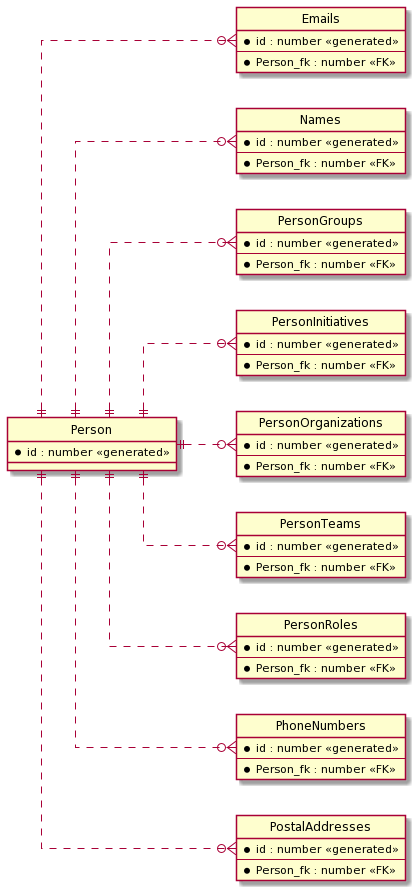 Emails
id : number «generated»
Person_fk : number «FK»
Names
id : number «generated»
Person_fk : number «FK»
PersonGroups
id : number «generated»
Person_fk : number «FK»
PersonInitiatives
id : number «generated»
Person_fk : number «FK»
Person
id : number «generated»
PersonOrganizations
id : number «generated»
Person_fk : number «FK»
PersonTeams
id : number «generated»
Person_fk : number «FK»
PersonRoles
id : number «generated»
Person_fk : number «FK»
PhoneNumbers
id : number «generated»
Person_fk : number «FK»
PostalAddresses
id : number «generated»
Person_fk : number «FK»